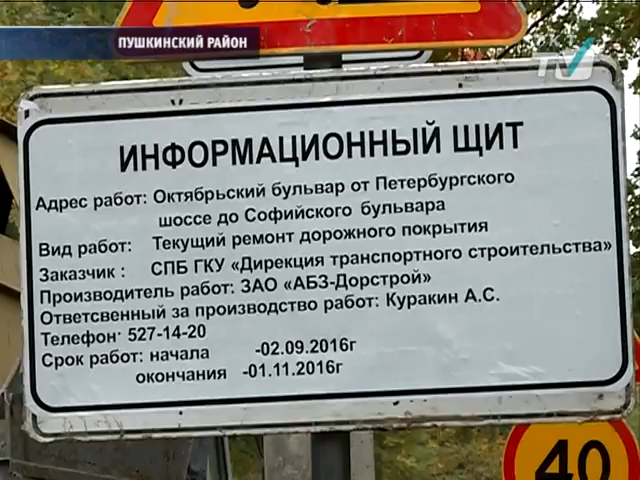 ПУШКИНСКИЙ РАЙОН
TV
ИНФОРМАЦИОННЫЙ ЩИТ
Адрес работ: Октябрьский бульвар от Петербургского
шоссе до Софийского бульвара
Вид работ: Текущий ремонт дорожного покрытия
Заказчик : СПБ ГКУ «Дирекция транспортного строительства»
Производитель работ: ЗАО «АБЗ-Дорстрой»
Ответсвенный за производство работ: Куракин А.С.
Телефон: 527-14-20
Срок работ: начала -02.09.2016г
окончания -01.11.2016г
40